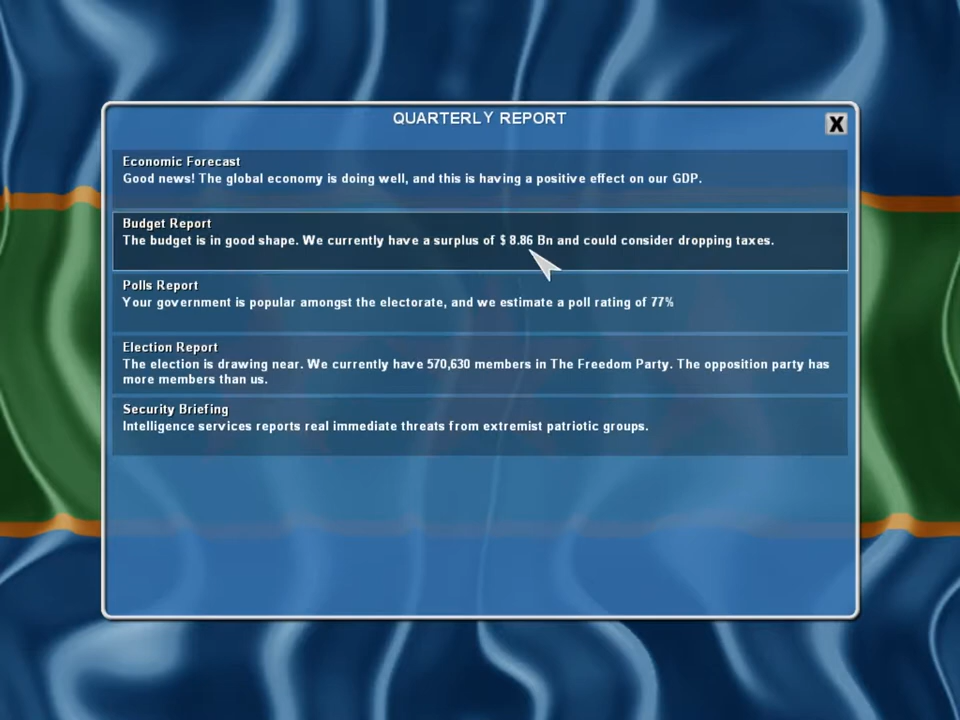 QUARTERLY REPORT
X
Economic Forecast
Good news! The global economy is doing well, and this is having a positive effect on our GDP.
Budget Report
The budget is in good shape. We currently have a surplus of $ 8.86 Bn and could consider dropping taxes.
Polls Report
Your government is popular amongst the electorate, and we estimate a poll rating of 77%
Election Report
The election is drawing near. We currently have 570,630 members in The Freedom Party. The opposition party has
more members than us.
Security Briefing
Intelligence services reports real immediate threats from extremist patriotic groups.